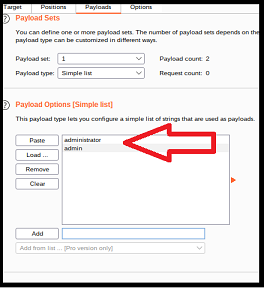 Target Positions Payloads Options
? Payload Sets
You can define one or more payload sets. The number of payload sets depends on the
payload type can be customized in different ways.
Payload set: 1 Payload count: 2
Payload type: Simple list Request count: 0
? Payload Options [Simple list]
This payload type lets you configure a simple list of strings that are used as payloads.
Paste administrator
Load ... admin
Remove
Clear
Add
Add from list ... [Pro version only]